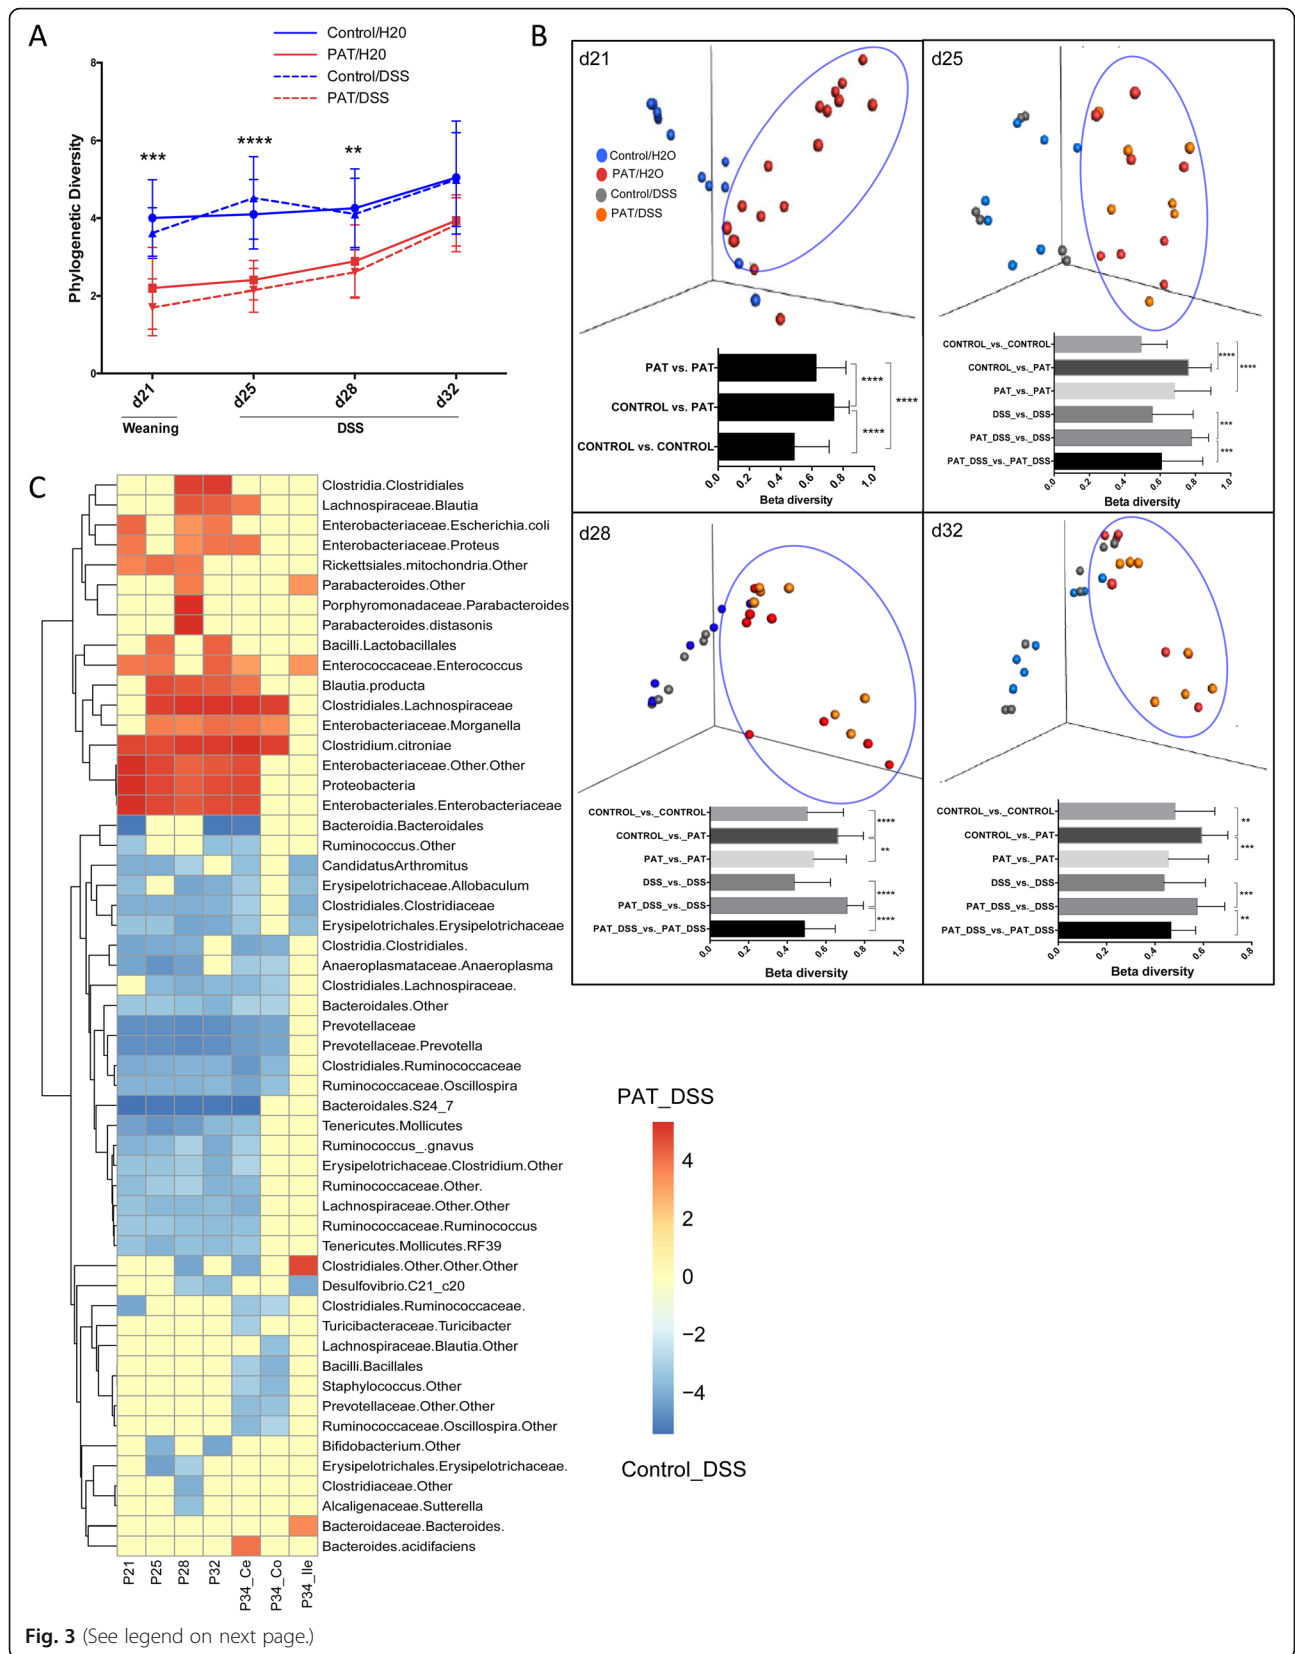 A
Control/H20
PAT/H20
Control/DSS
PAT/DSS
Phylogenetic Diversity
8
6
4
2
0
***
****
**
d21
d25
d28
d32
Weaning
DSS
B
d21
Control/H2O
PAT/H2O
Control/DSS
PAT/DSS
PAT vs. PAT
CONTROL vs. PAT
CONTROL vs. CONTROL
****
****
****
0.0 0.2 0.4 0.6 0.8 1.0
Beta diversity
d25
CONTROL_vs._CONTROL
CONTROL_vs._PAT
PAT_vs._PAT
DSS_vs._DSS
PAT_DSS_vs._DSS
PAT_DSS_vs._PAT_DSS
****
****
***
***
0.0 0.2 0.4 0.6 0.8 1.0
Beta diversity
d28
CONTROL_vs._CONTROL
CONTROL_vs._PAT
PAT_vs._PAT
DSS_vs._DSS
PAT_DSS_vs._DSS
PAT_DSS_vs._PAT_DSS
****
**
****
****
0.0 0.2 0.4 0.6 0.8 1.0
Beta diversity
d32
CONTROL_vs._CONTROL
CONTROL_vs._PAT
PAT_vs._PAT
DSS_vs._DSS
PAT_DSS_vs._DSS
PAT_DSS_vs._PAT_DSS
**
***
***
**
0.0 0.2 0.4 0.6 0.8
Beta diversity
C
Clostridia.Clostridiales
Lachnospiraceae.Blautia
Enterobacteriaceae.Escherichia.coli
Enterobacteriaceae.Proteus
Rickettsiales.mitochondria.Other
Parabacteroides.Other
Porphyromonadaceae.Parabacteroides
Parabacteroides.distasonis
Bacilli.Lactobacillales
Enterococcaceae.Enterococcus
Blautia.producta
Clostridiales.Lachnospiraceae
Enterobacteriaceae.Morganella
Clostridium.citroniae
Enterobacteriaceae.Other.Other
Proteobacteria
Enterobacteriales.Enterobacteriaceae
Bacteroidia.Bacteroidales
Ruminococcus.Other
CandidatusArthromitus
Erysipelotrichaceae.Allobaculum
Clostridiales.Clostridiaceae
Erysipelotrichales.Erysipelotrichaceae
Clostridia.Clostridiales.
Anaeroplasmataceae.Anaeroplasma
Clostridiales.Lachnospiraceae.
Bacteroidales.Other
Prevotellaceae
Prevotellaceae.Prevotella
Clostridiales.Ruminococcaceae
Ruminococcaceae.Oscillospira
Bacteroidales.S24_7
Tenericutes.Mollicutes
Ruminococcus_.gnavus
Erysipelotrichaceae.Clostridium.Other
Ruminococcaceae.Other.
Lachnospiraceae.Other.Other
Ruminococcaceae.Ruminococcus
Tenericutes.Mollicutes.RF39
Clostridiales.Other.Other.Other
Desulfovibrio.C21_c20
Clostridiales.Ruminococcaceae.
Turicibacteraceae.Turicibacter
Lachnospiraceae.Blautia.Other
Bacilli.Bacillales
Staphylococcus.Other
Prevotellaceae.Other.Other
Ruminococcaceae.Oscillospira.Other
Bifidobacterium.Other
Erysipelotrichales.Erysipelotrichaceae.
Clostridiaceae.Other
Alcaligenaceae.Sutterella
Bacteroidaceae.Bacteroides.
Bacteroides.acidifaciens
P21
P25
P28
P32
P34_Ce
P34_Co
P34_Ile
PAT_DSS
4
2
0
−2
−4
Control_DSS
Fig. 3 (See legend on next page.)